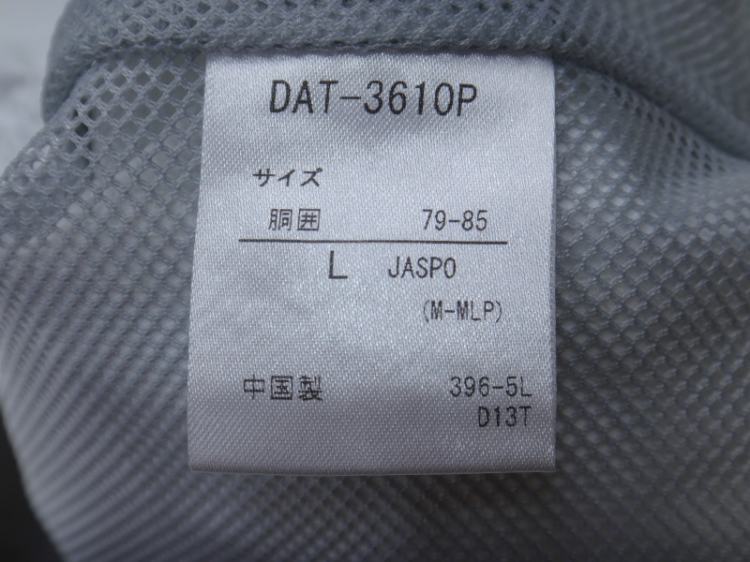 DAT-3610P
サイズ
胴囲 79-85
L JASPO
(M-MLP)
中国製 396-5L
D13T